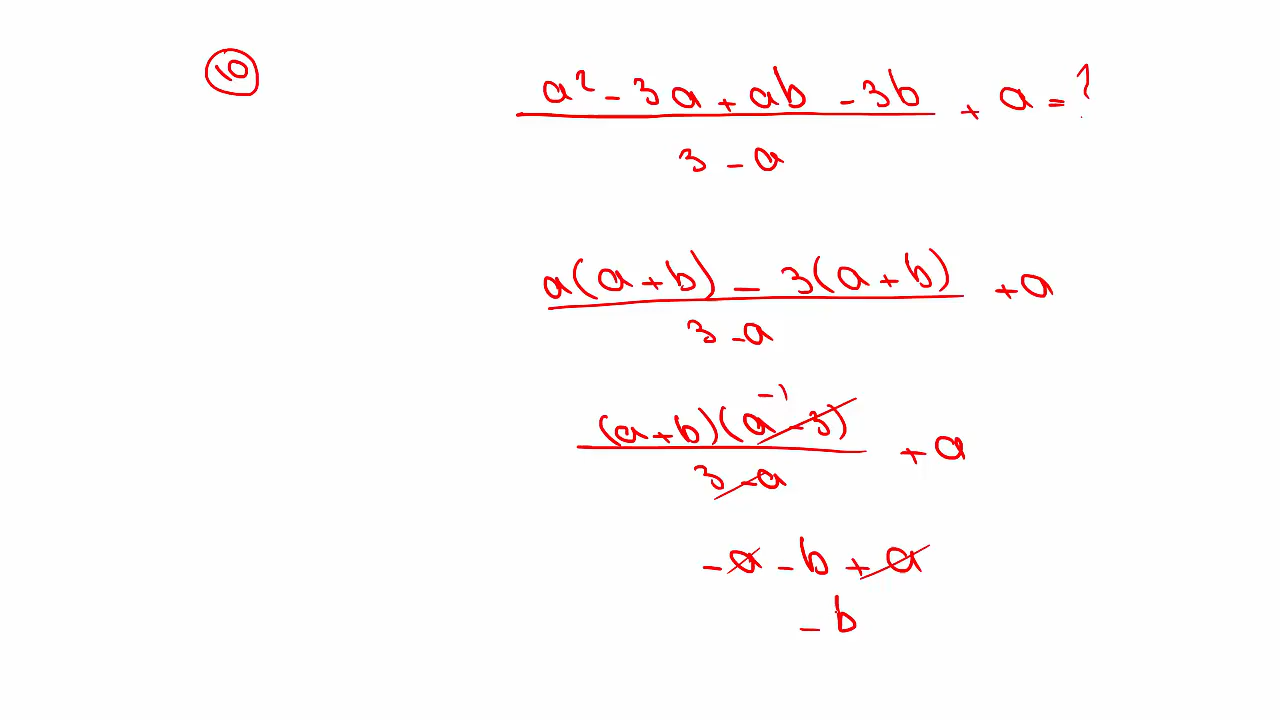 10
a² - 3a + ab - 3b / 3 - a + a = ?
a(a + b) - 3(a + b) / 3 - a + a
(a + b)(a - 3) -1 / 3 - a + a
- a - b + a
- b